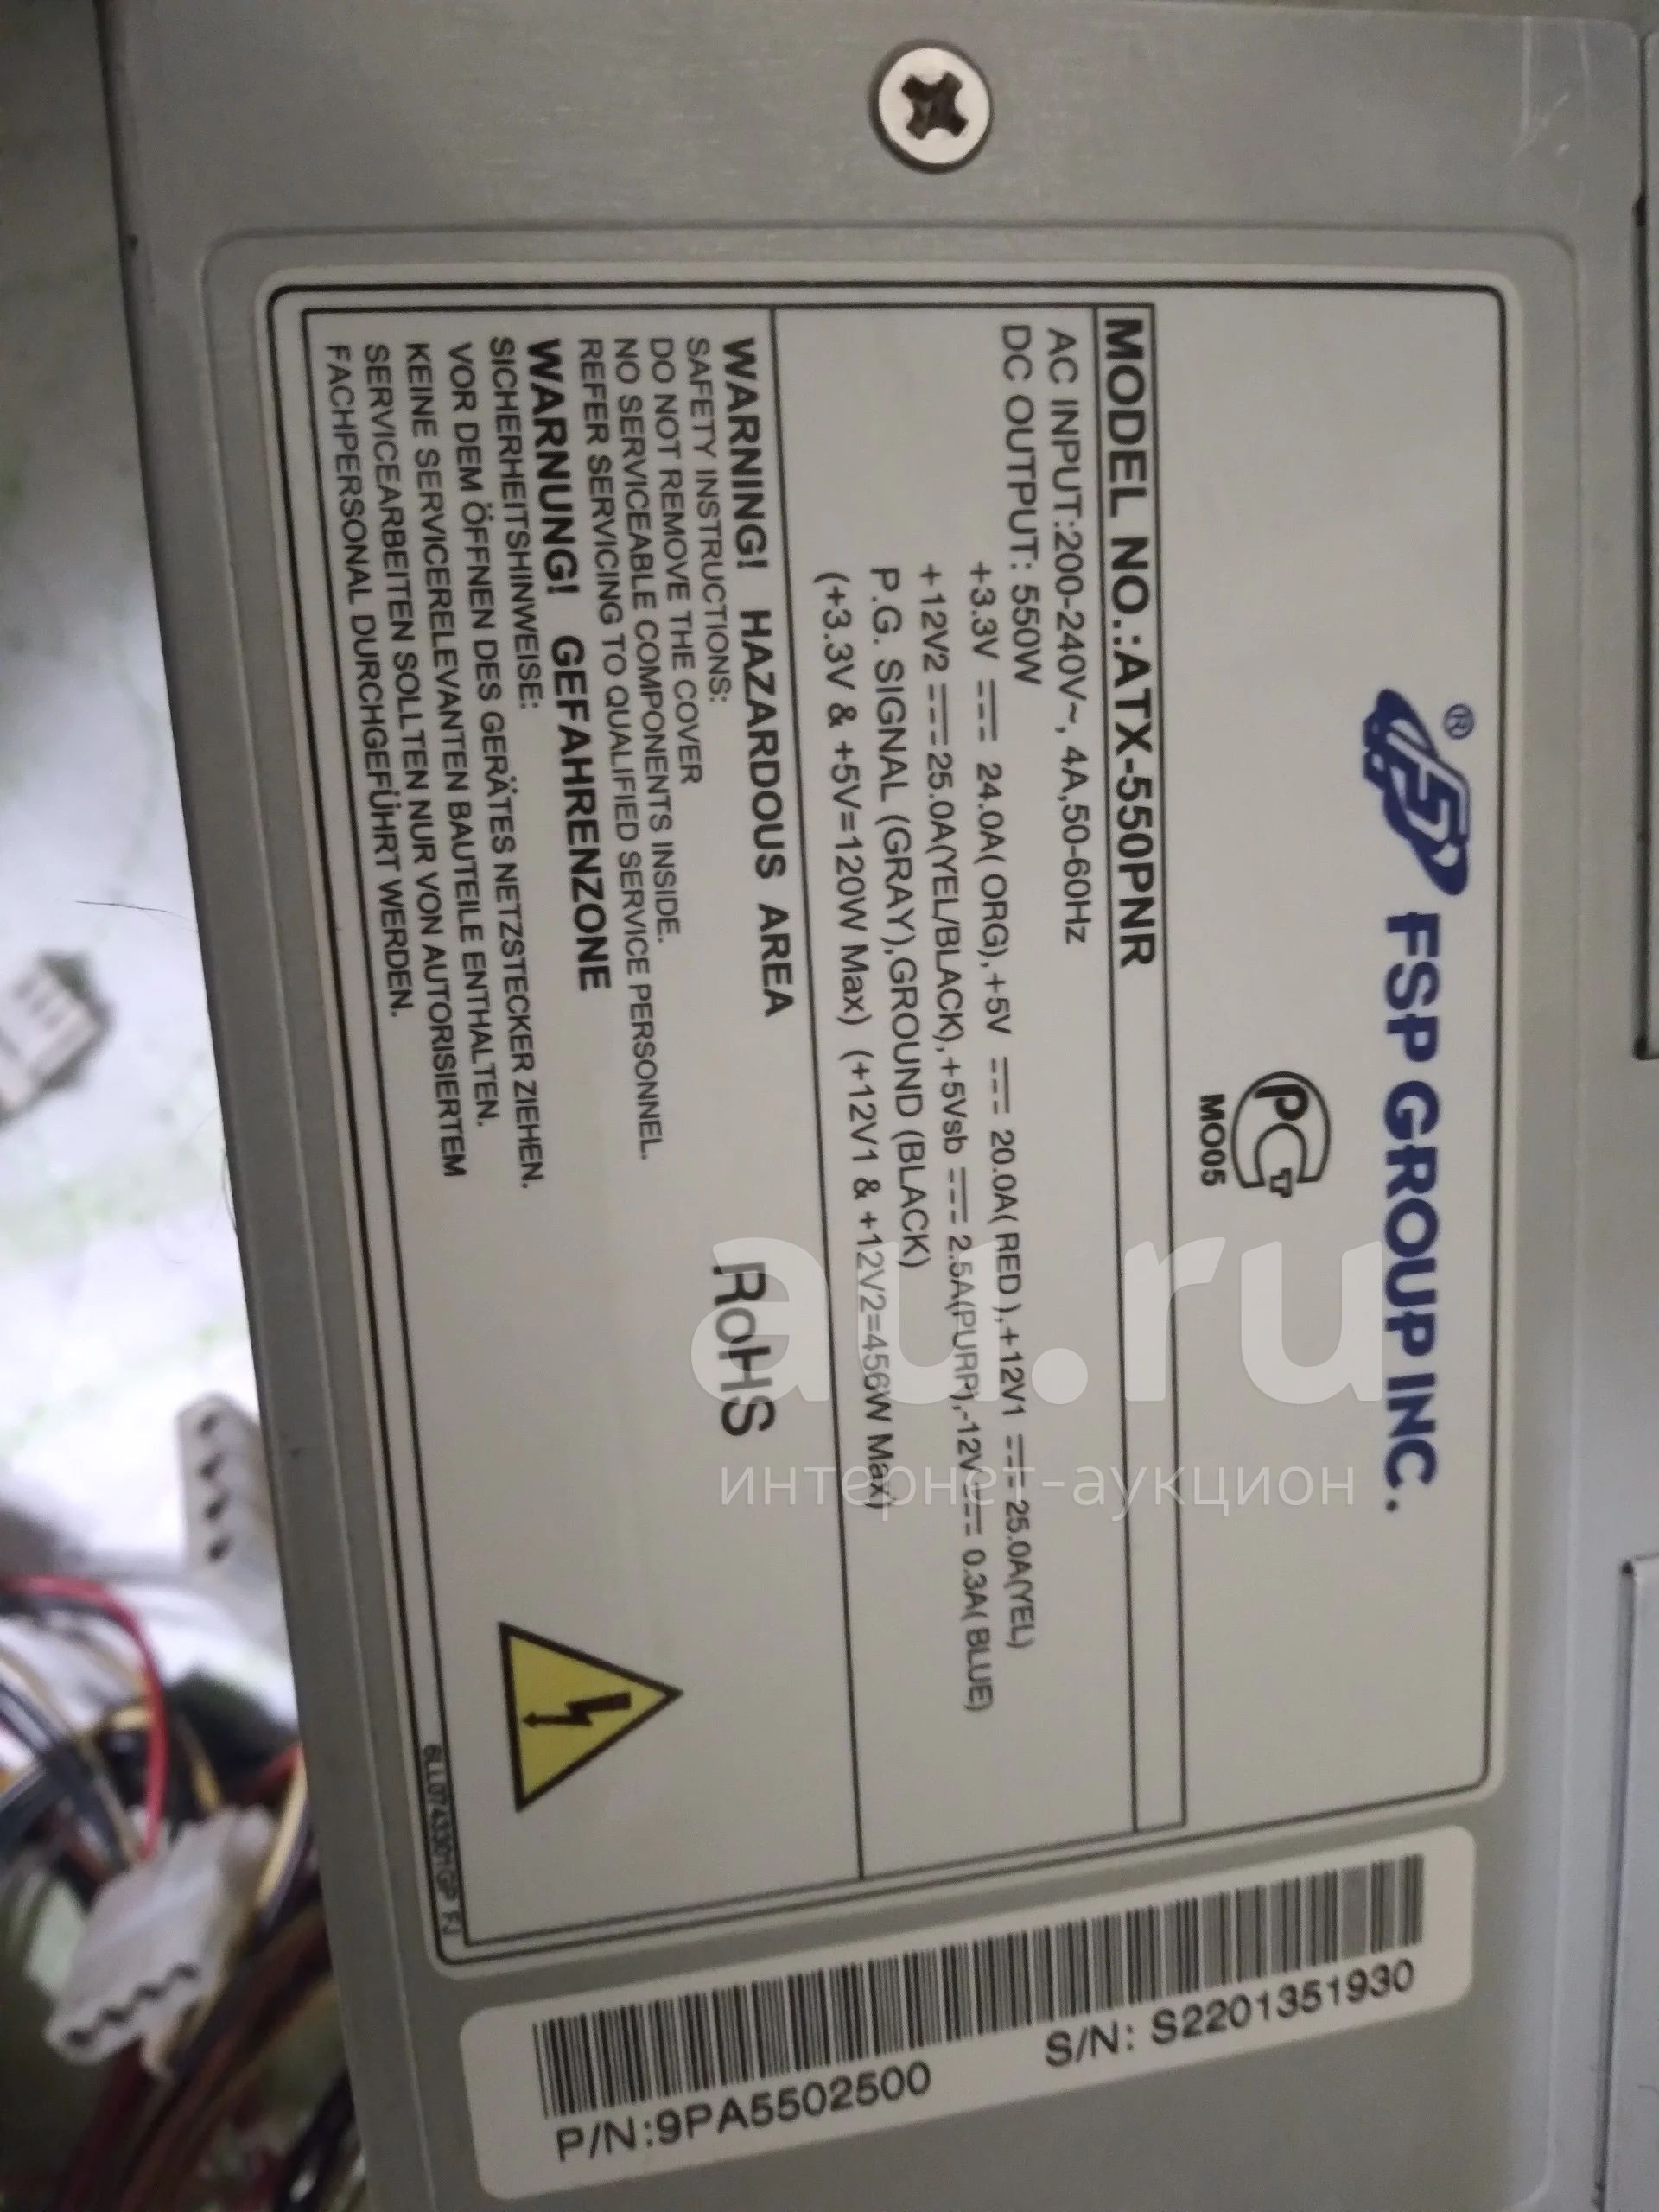 ® FSP GROUP INC.
PCT
MO05
MODEL NO.:ATX-550PNR
AC INPUT:200-240V~, 4A,50-60Hz
DC OUTPUT: 550W
+3.3V ⎓ 24.0A( ORG),+5V ⎓ 20.0A( RED ),+12V1 ⎓ 25.0A(YEL)
+12V2 ⎓ 25.0A(YEL/BLACK),+5Vsb ⎓ 2.5A(PURP),-12V ⎓ 0.3A( BLUE)
P.G. SIGNAL (GRAY),GROUND (BLACK)
(+3.3V & +5V=120W Max) (+12V1 & +12V2=456W Max)
WARNING! HAZARDOUS AREA
SAFETY INSTRUCTIONS:
DO NOT REMOVE THE COVER
NO SERVICEABLE COMPONENTS INSIDE.
REFER SERVICING TO QUALIFIED SERVICE PERSONNEL.
WARNUNG! GEFAHRENZONE
SICHERHEITSHINWEISE:
VOR DEM ÖFFNEN DES GERÄTES NETZSTECKER ZIEHEN.
KEINE SERVICERELEVANTEN BAUTEILE ENTHALTEN.
SERVICEARBEITEN SOLLTEN NUR VON AUTORISIERTEM
FACHPERSONAL DURCHGEFÜHRT WERDEN.
RoHS
S/N: S2201351930
P/N:9PA5502500
au.ru
интернет-аукцион